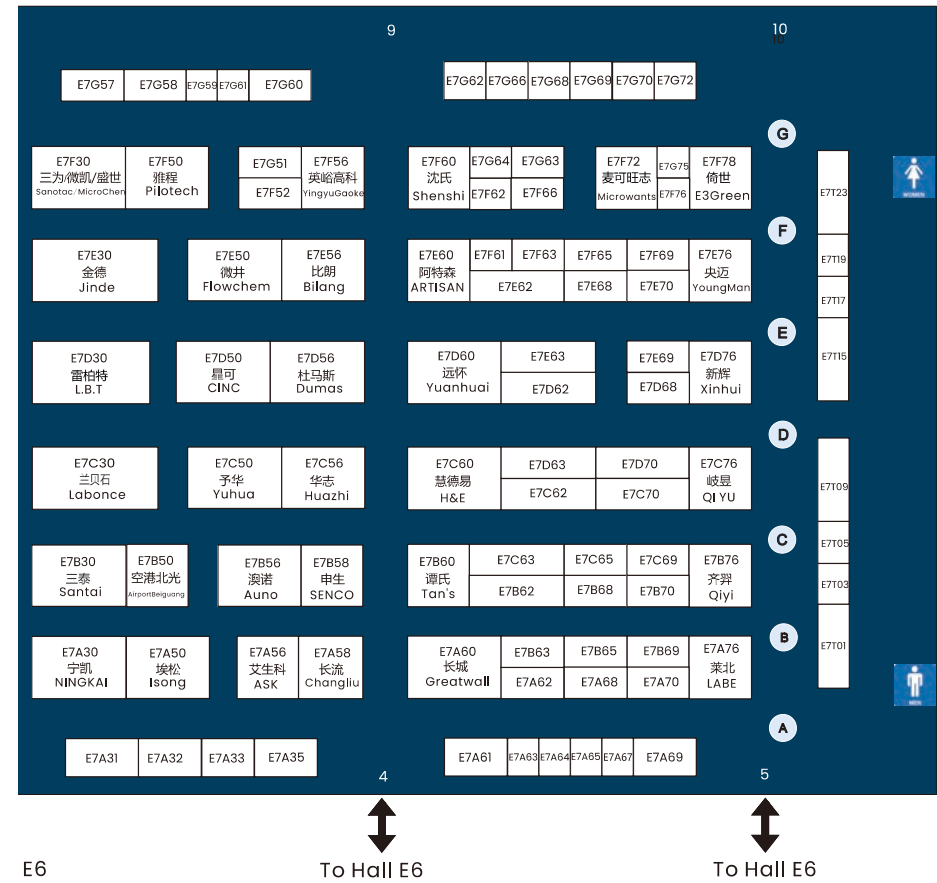 9
10
10
E7G57 E7G58 E7G59 E7G61 E7G60
E7G62 E7G66 E7G68 E7G69 E7G70 E7G72
G
E7F30
三为/微凯/盛世
Sanotac/MicroChen
E7F50
雅程
Pilotech
E7G51
E7F52
E7F56
英峪高科
YingyuGaoke
E7F60
沈氏
Shenshi
E7G64
E7G63
E7F62
E7F66
E7F72
麦可旺志
Microwants
E7G75
E7F76
E7F78
倚世
E3Green
E7T23
WOMEN
F
E7E30
金德
Jinde
E7E50
微井
Flowchem
E7E56
比朗
Bilang
E7E60
阿特森
ARTISAN
E7F61
E7F63
E7F65
E7F69
E7E62
E7E68
E7E70
E7E76
央迈
YoungMan
E7T19
E7T17
E7T15
E
E7D30
雷柏特
L.B.T
E7D50
星可
CINC
E7D56
杜马斯
Dumas
E7D60
远怀
Yuanhuai
E7E63
E7D62
E7E69
E7D68
E7D76
新辉
Xinhui
D
E7C30
兰贝石
Labonce
E7C50
予华
Yuhua
E7C56
华志
Huazhi
E7C60
慧德易
H&E
E7D63
E7D70
E7C62
E7C70
E7C76
岐昱
QI YU
E7T09
E7T05
E7T03
E7T01
C
E7B30
三泰
Santai
E7B50
空港北光
AirportBeiguang
E7B56
澳诺
Auno
E7B58
申生
SENCO
E7B60
谭氏
Tan's
E7C63
E7C65
E7C69
E7B62
E7B68
E7B70
E7B76
齐羿
Qiyi
B
E7A30
宁凯
NINGKAI
E7A50
埃松
Isong
E7A56
艾生科
ASK
E7A58
长流
Changliu
E7A60
长城
Greatwall
E7B63
E7B65
E7B69
E7A62
E7A68
E7A70
E7A76
莱北
LABE
MEN
A
E7A31 E7A32 E7A33 E7A35
E7A61 E7A63 E7A64 E7A65 E7A67 E7A69
4
5
E6
To Hall E6
To Hall E6